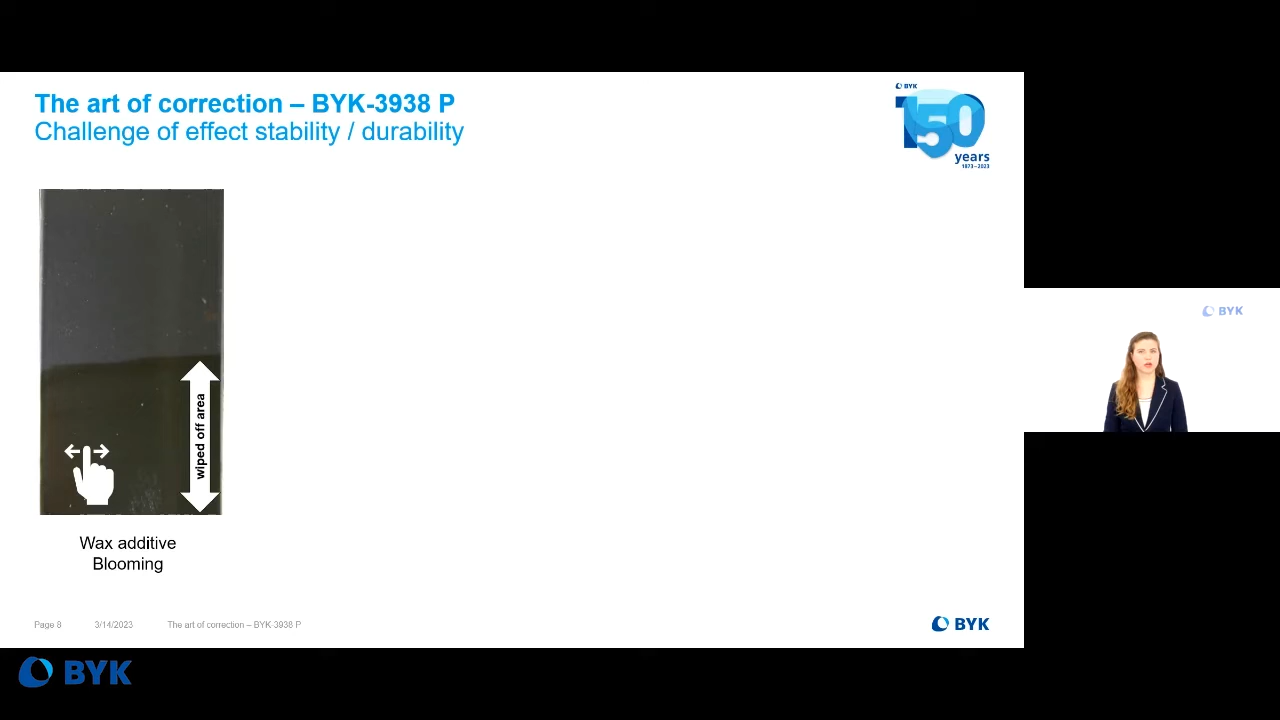 The art of correction – BYK-3938 P
Challenge of effect stability / durability
BYK
150
years
1873–2023
BYK
wiped off area
Wax additive
Blooming
Page 8 3/14/2023 The art of correction – BYK-3938 P
BYK
BYK